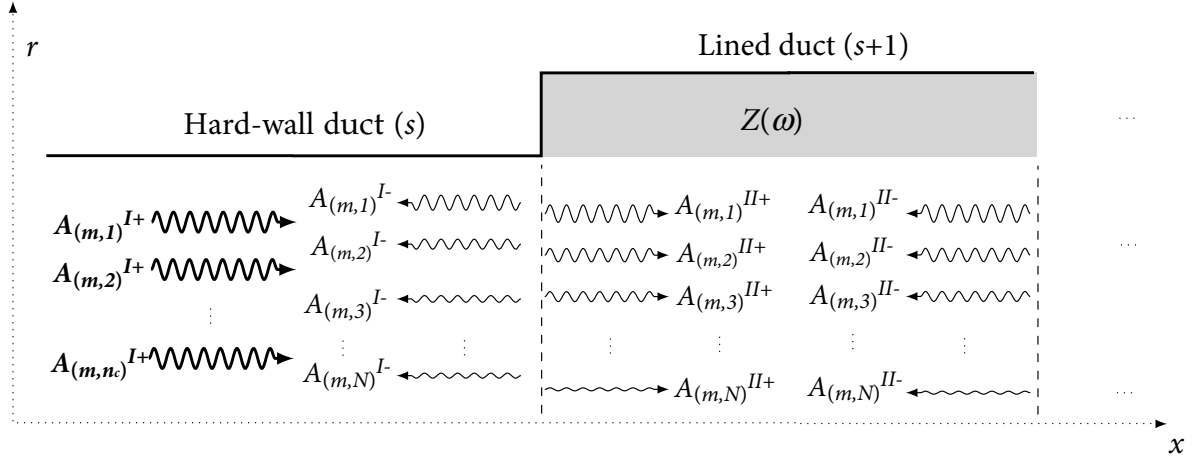 r
Lined duct (s+1)
Hard-wall duct (s)
Z(ω)
...
A(m,1)^I+ A(m,1)^I- A(m,1)^II+ A(m,1)^II-
A(m,2)^I+ A(m,2)^I- A(m,2)^II+ A(m,2)^II- ...
A(m,3)^I- A(m,3)^II+ A(m,3)^II-
A(m,nc)^I+ A(m,N)^I- A(m,N)^II+ A(m,N)^II- ...
x